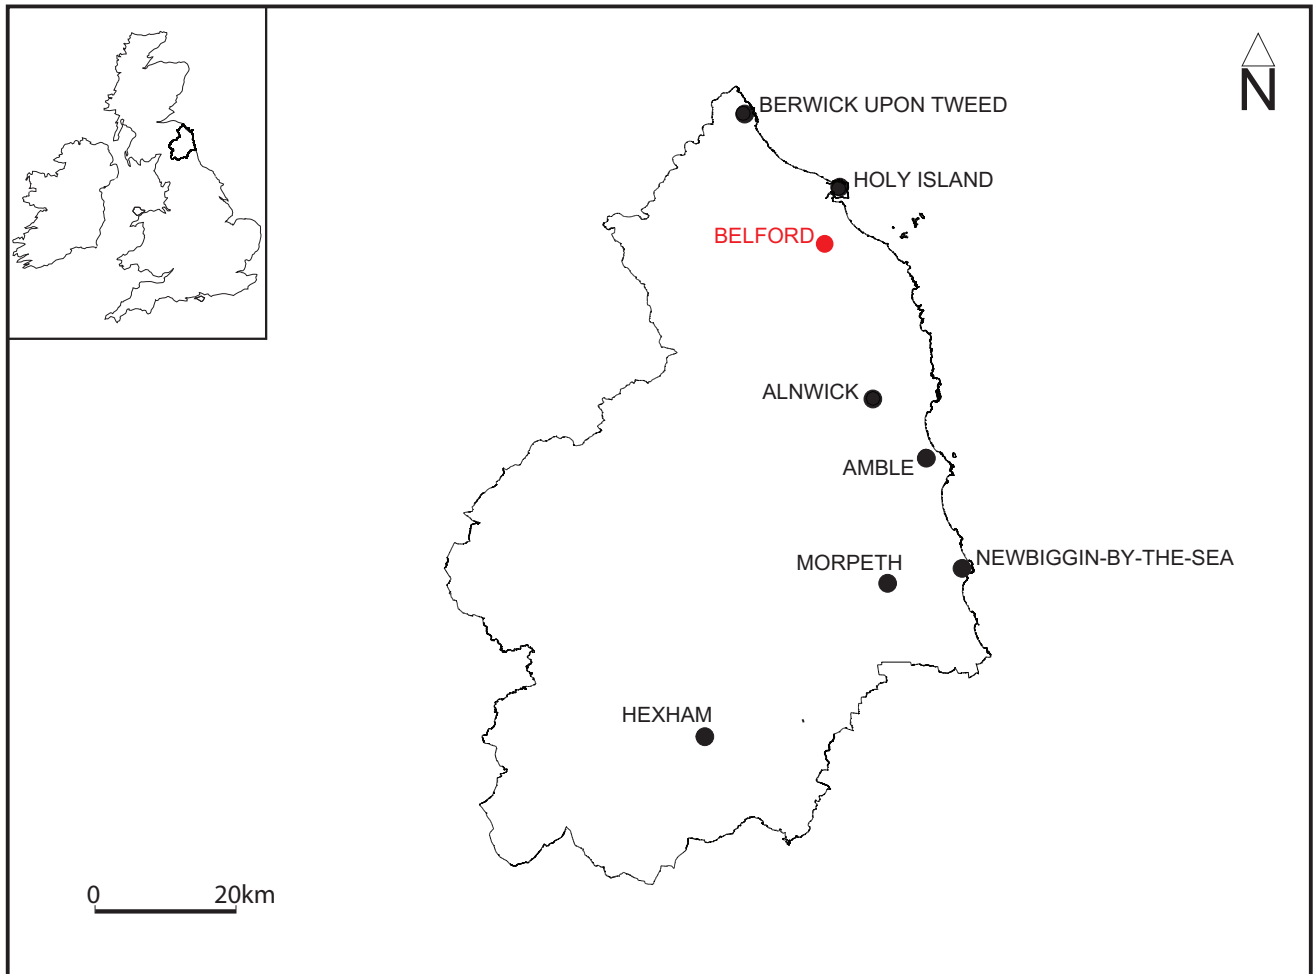 N
BERWICK UPON TWEED
HOLY ISLAND
BELFORD
ALNWICK
AMBLE
NEWBIGGIN-BY-THE-SEA
MORPETH
HEXHAM
0 20km